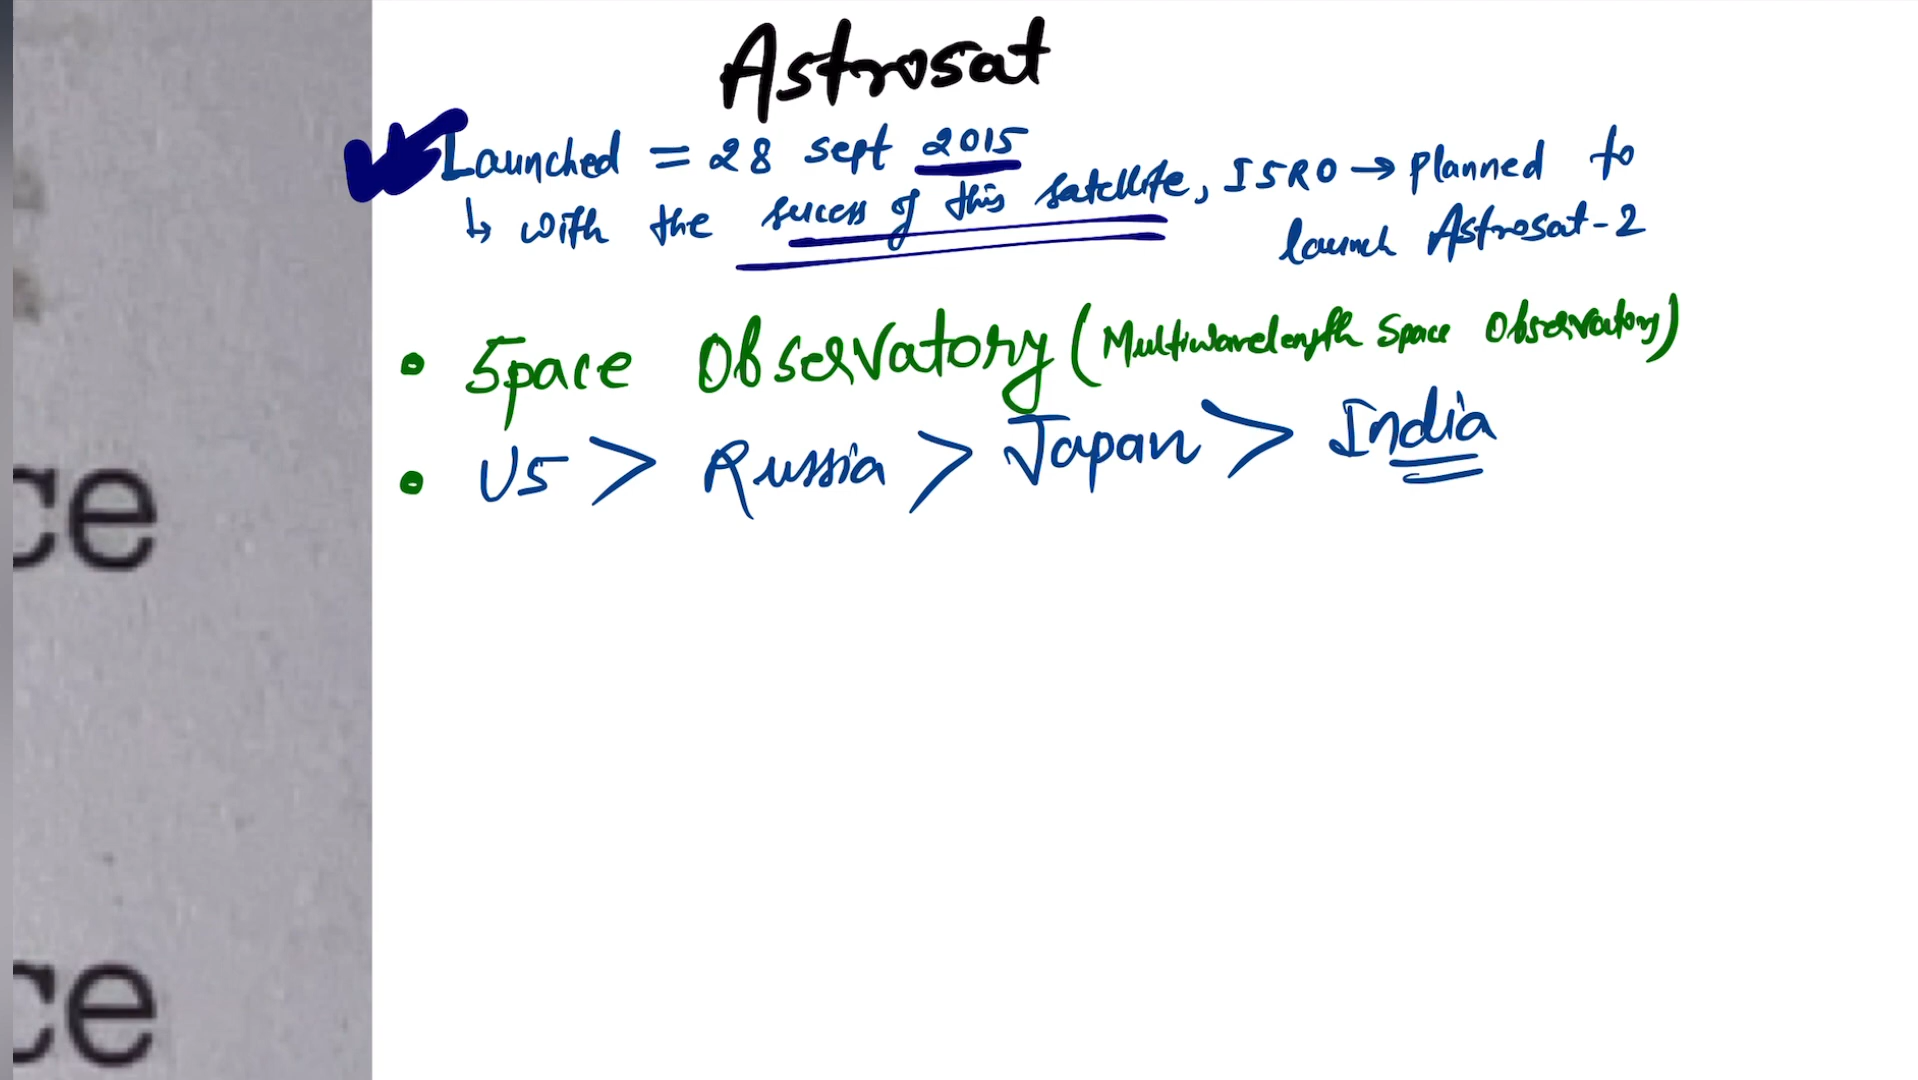 Astrosat
Launched = 28 sept 2015
↳ with the sucess of this satellite, ISRO → planned to
launch Astrosat-2
• Space Observatory (Multiwavelength Space Observatory)
• US > Russia > Japan > India
ce
ce